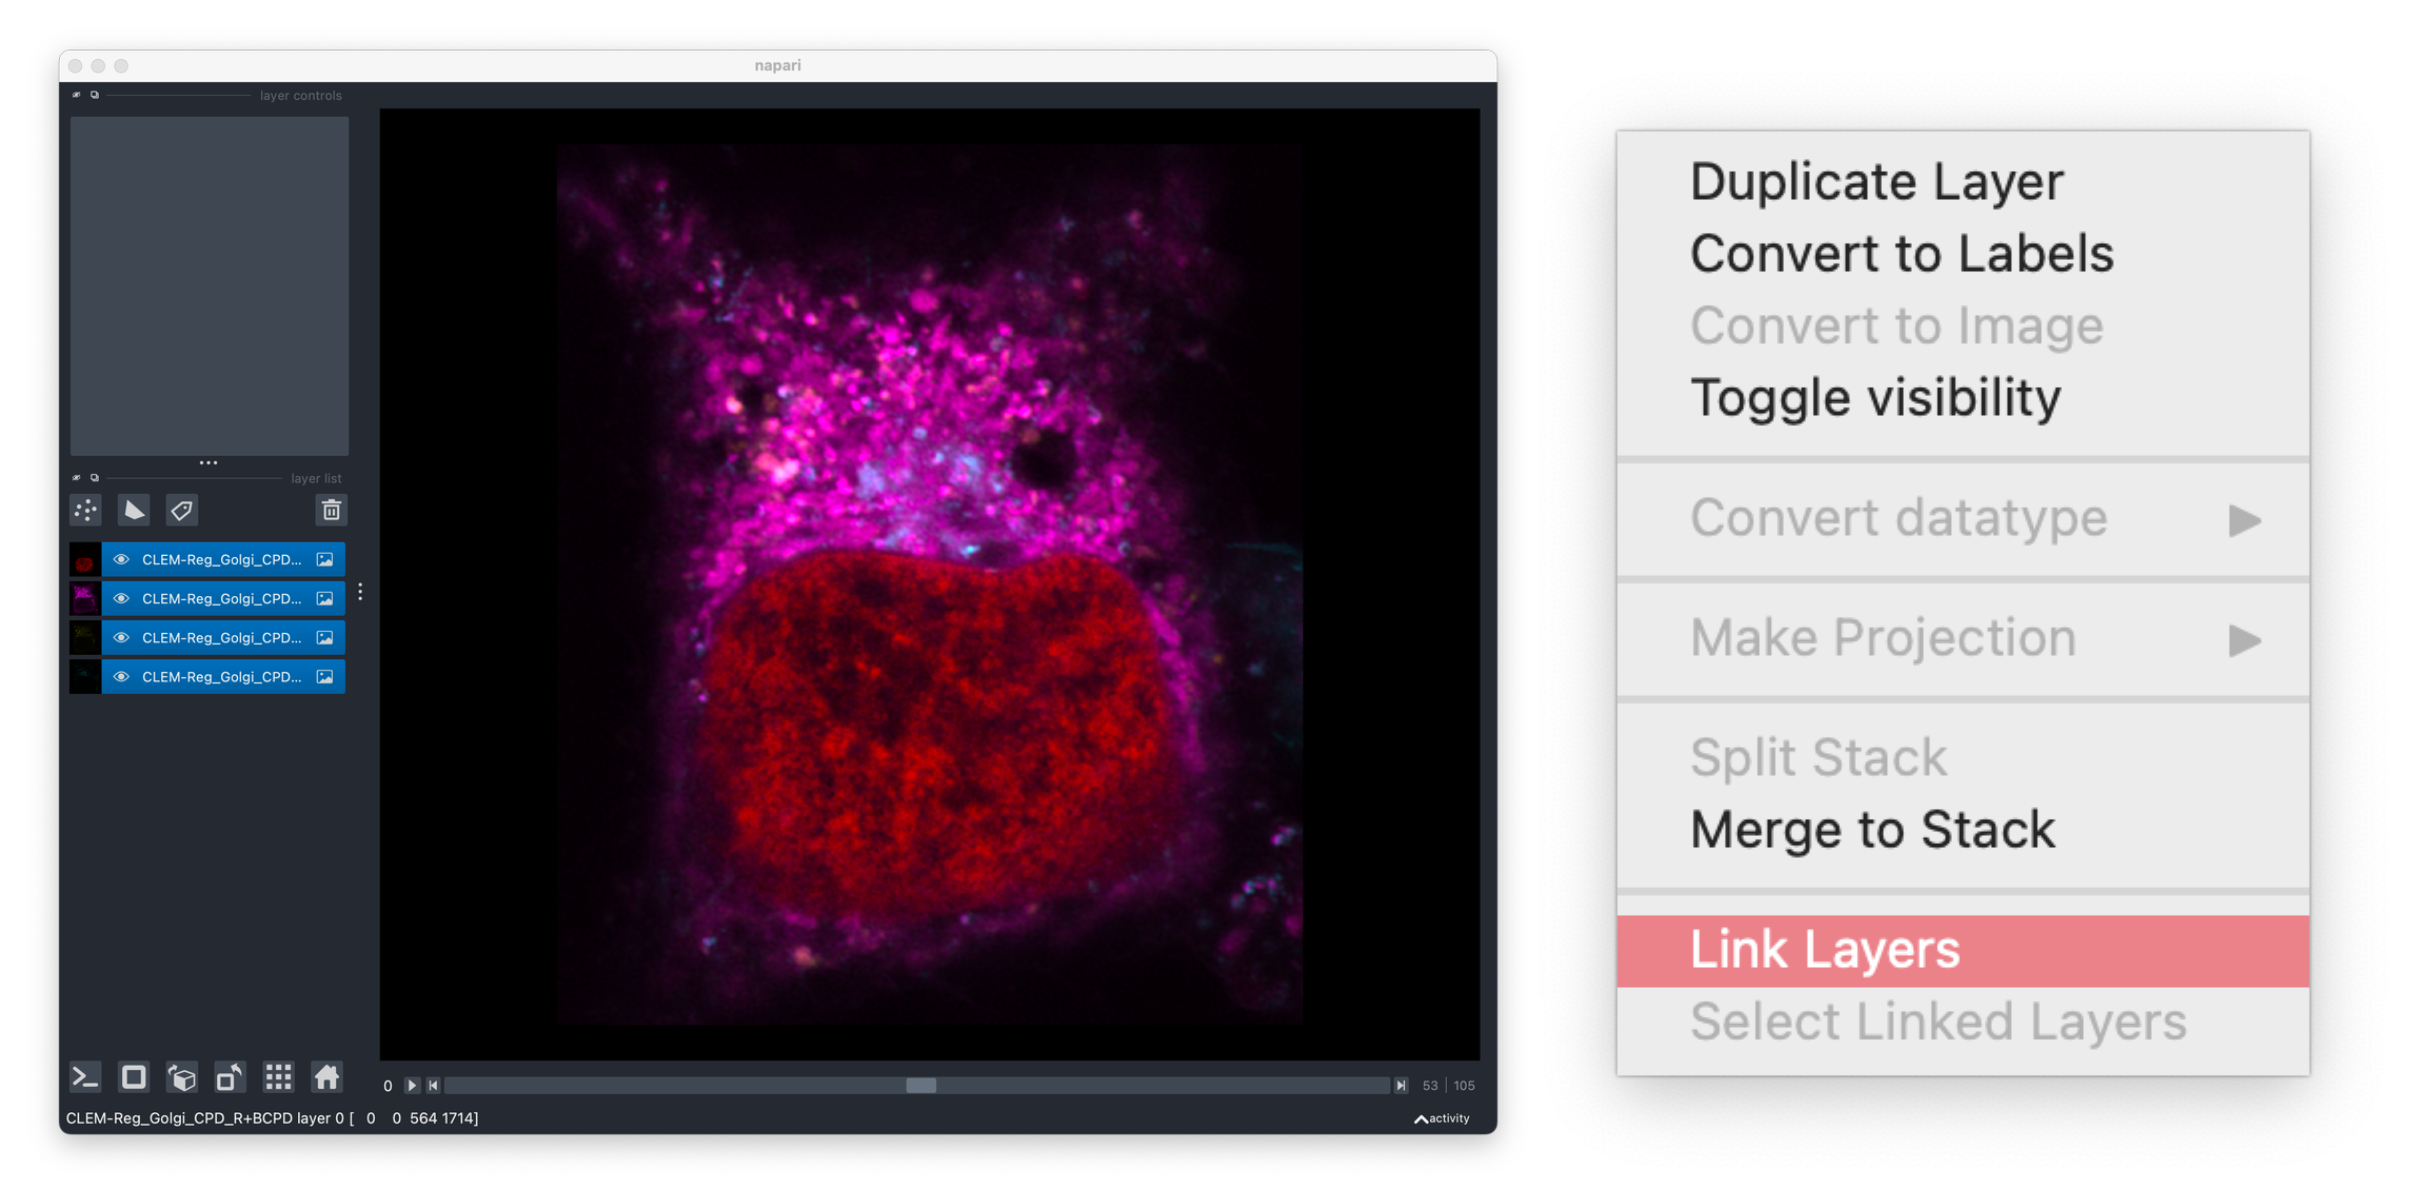 napari
layer controls
layer list
CLEM-Reg_Golgi_CPD...
CLEM-Reg_Golgi_CPD...
CLEM-Reg_Golgi_CPD...
CLEM-Reg_Golgi_CPD...
0
53 | 105
CLEM-Reg_Golgi_CPD_R+BCPD layer 0 [ 0 0 564 1714]
activity
Duplicate Layer
Convert to Labels
Convert to Image
Toggle visibility
Convert datatype
Make Projection
Split Stack
Merge to Stack
Link Layers
Select Linked Layers